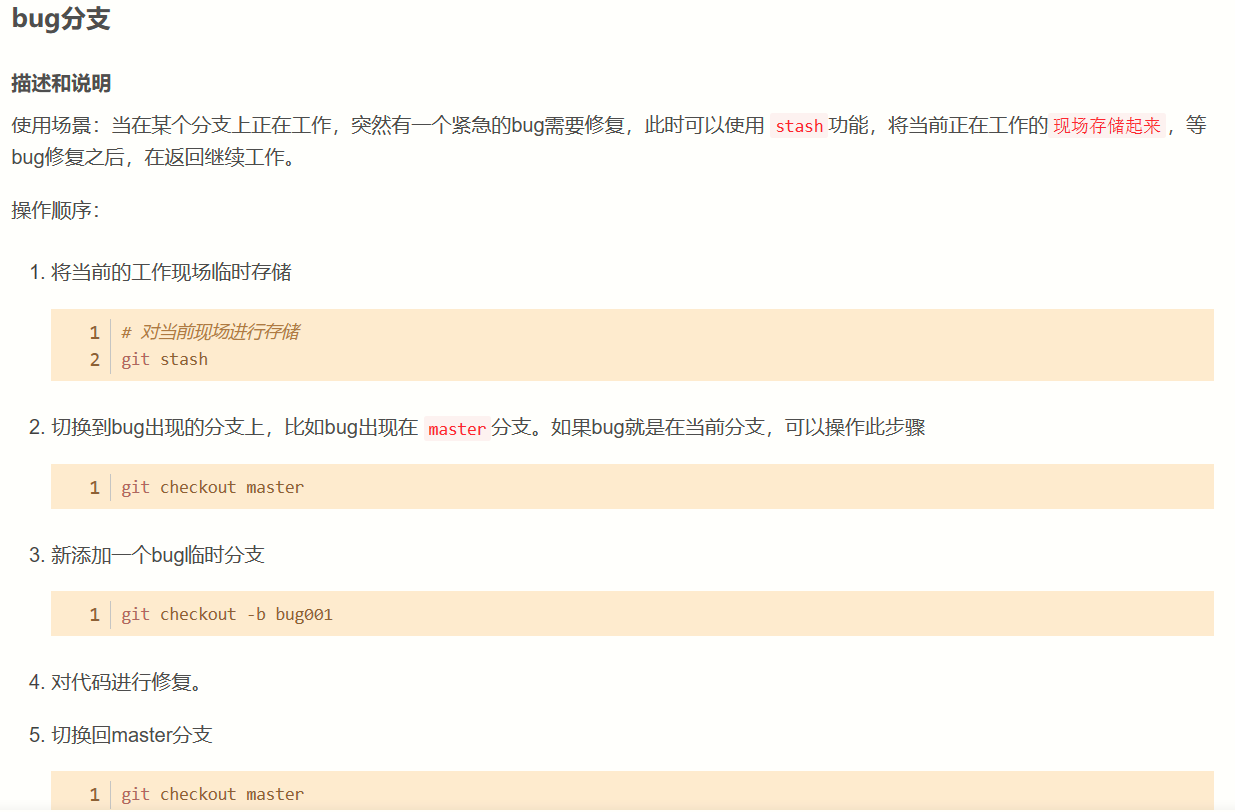 bug分支
描述和说明
使用场景：当在某个分支上正在工作，突然有一个紧急的bug需要修复，此时可以使用 stash 功能，将当前正在工作的 现场存储起来 ，等
bug修复之后，在返回继续工作。
操作顺序：
1. 将当前的工作现场临时存储
1 # 对当前现场进行存储
2 git stash
2. 切换到bug出现的分支上，比如bug出现在 master 分支。如果bug就是在当前分支，可以操作此步骤
1 git checkout master
3. 新添加一个bug临时分支
1 git checkout -b bug001
4. 对代码进行修复。
5. 切换回master分支
1 git checkout master